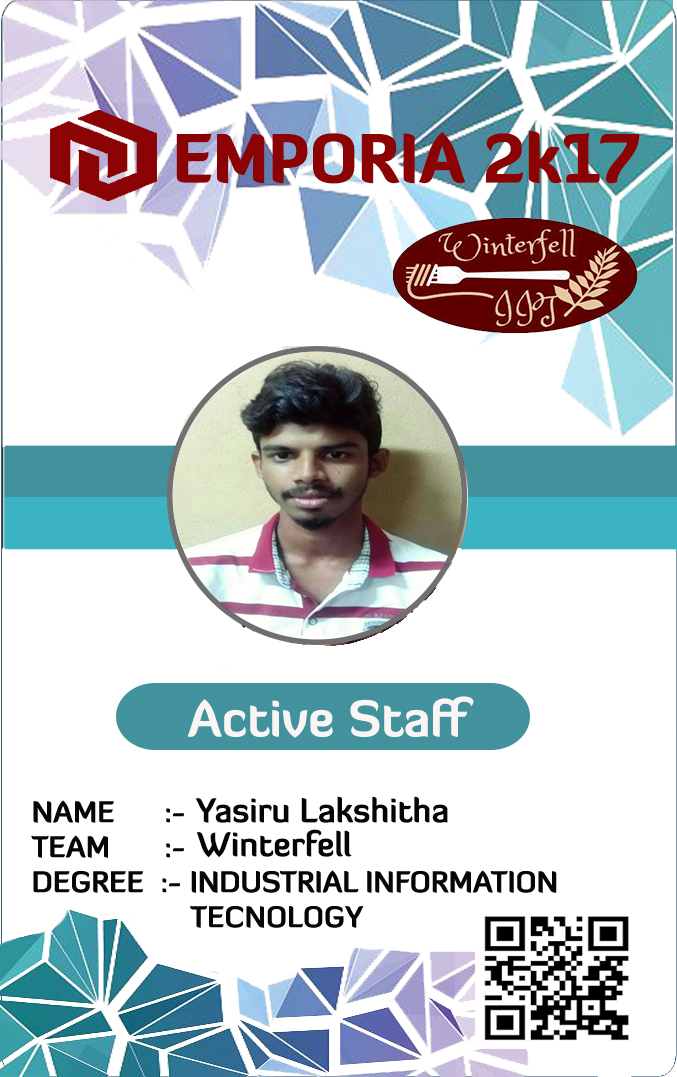 EMPORIA 2k17
Winterfell
IIT
Active Staff
NAME :- Yasiru Lakshitha
TEAM :- Winterfell
DEGREE :- INDUSTRIAL INFORMATION
TECNOLOGY